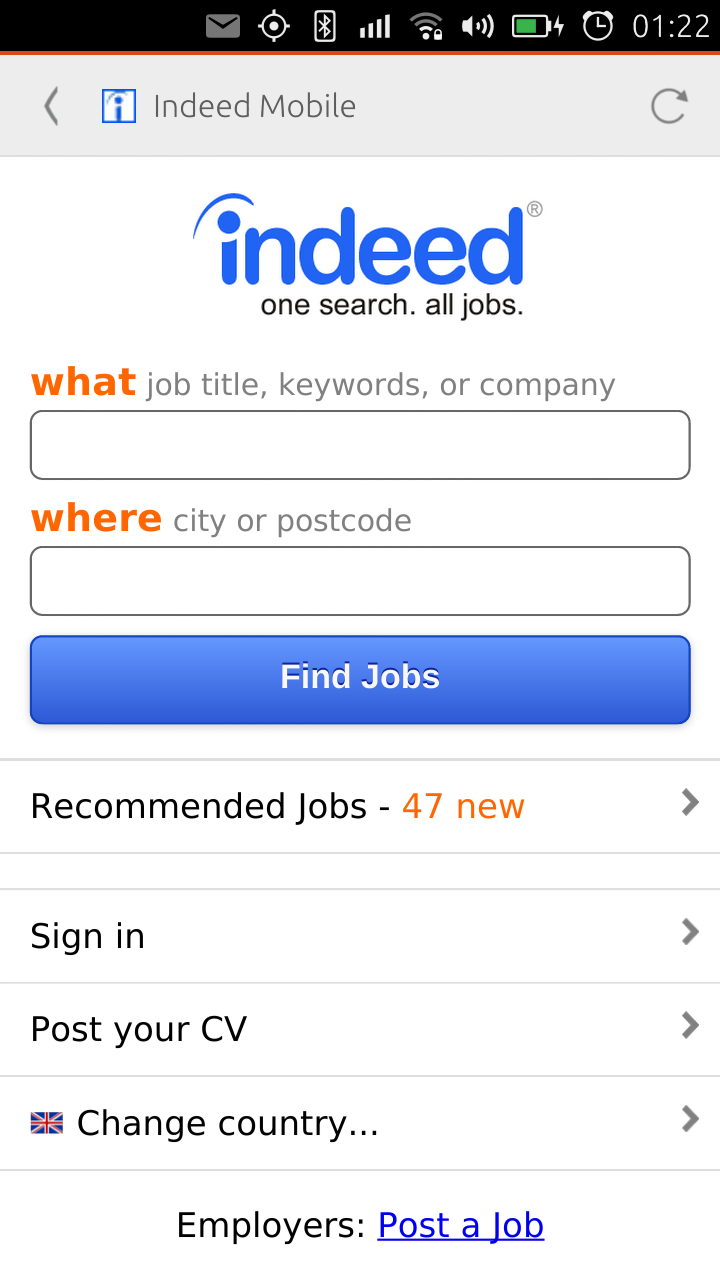 01:22
Indeed Mobile
indeed®
one search. all jobs.
what job title, keywords, or company
where city or postcode
Find Jobs
Recommended Jobs - 47 new
Sign in
Post your CV
Change country...
Employers: Post a Job